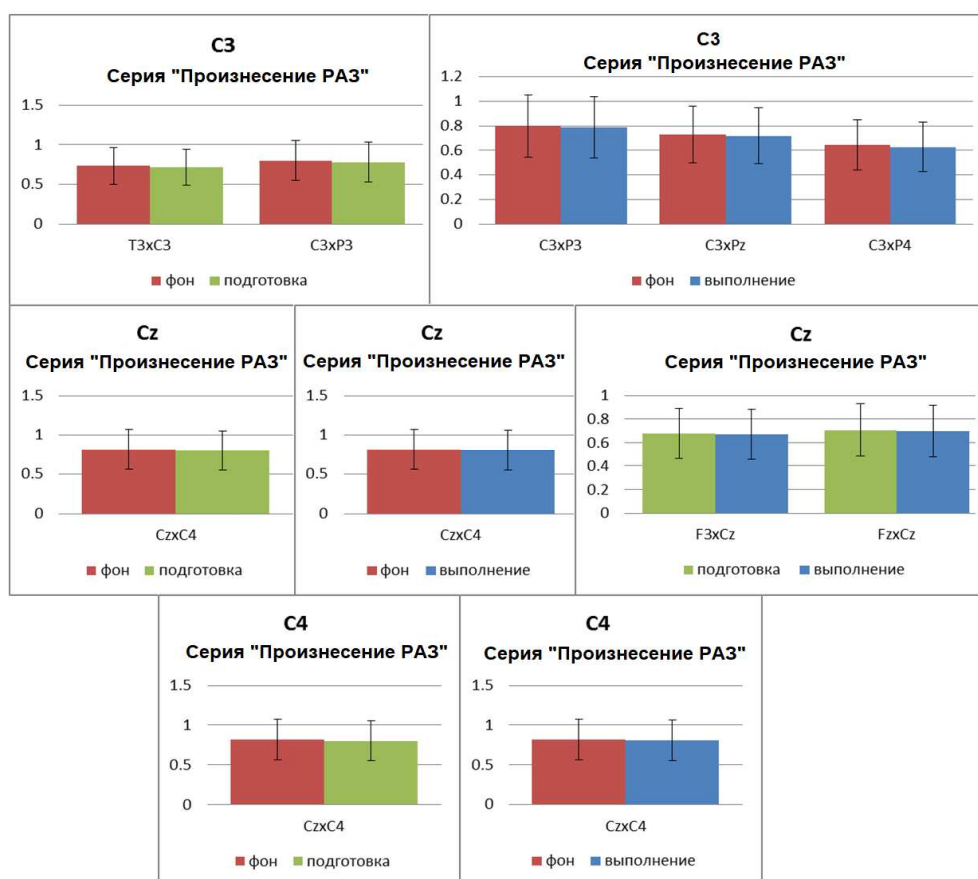 C3
Серия "Произнесение РАЗ"
1.5
1
0.5
0
T3xC3 C3xP3
фон подготовка
C3
Серия "Произнесение РАЗ"
1.2
1
0.8
0.6
0.4
0.2
0
C3xP3 C3xPz C3xP4
фон выполнение
Cz
Серия "Произнесение РАЗ"
1.5
1
0.5
0
CzxC4
фон подготовка
Cz
Серия "Произнесение РАЗ"
1.5
1
0.5
0
CzxC4
фон выполнение
Cz
Серия "Произнесение РАЗ"
1
0.8
0.6
0.4
0.2
0
F3xCz FzxCz
подготовка выполнение
C4
Серия "Произнесение РАЗ"
1.5
1
0.5
0
CzxC4
фон подготовка
C4
Серия "Произнесение РАЗ"
1.5
1
0.5
0
CzxC4
фон выполнение